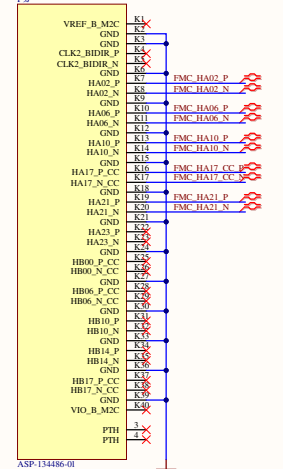 VREF_B_M2C K1
GND K2
GND K3
CLK2_BIDIR_P K4
CLK2_BIDIR_N K5
GND K6
HA02_P K7 FMC_HA02_P
HA02_N K8 FMC_HA02_N
GND K9
HA06_P K10 FMC_HA06_P
HA06_N K11 FMC_HA06_N
GND K12
HA10_P K13 FMC_HA10_P
HA10_N K14 FMC_HA10_N
GND K15
HA17_P_CC K16 FMC_HA17_CC_P
HA17_N_CC K17 FMC_HA17_CC_N
GND K18
HA21_P K19 FMC_HA21_P
HA21_N K20 FMC_HA21_N
GND K21
HA23_P K22
HA23_N K23
GND K24
HB00_P_CC K25
HB00_N_CC K26
GND K27
HB06_P_CC K28
HB06_N_CC K29
GND K30
HB10_P K31
HB10_N K32
GND K33
HB14_P K34
HB14_N K35
GND K36
HB17_P_CC K37
HB17_N_CC K38
GND K39
VIO_B_M2C K40
PTH 3
PTH 4
ASP-134486-01